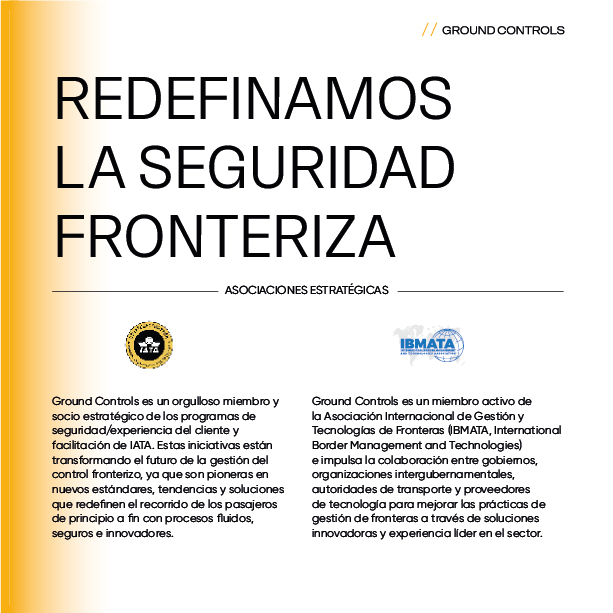 // GROUND CONTROLS
REDEFINAMOS
LA SEGURIDAD
FRONTERIZA
ASOCIACIONES ESTRATÉGICAS
IATA
IBMATA
Ground Controls es un orgulloso miembro y
socio estratégico de los programas de
seguridad/experiencia del cliente y
facilitación de IATA. Estas iniciativas están
transformando el futuro de la gestión del
control fronterizo, ya que son pioneras en
nuevos estándares, tendencias y soluciones
que redefinen el recorrido de los pasajeros
de principio a fin con procesos fluidos,
seguros e innovadores.
Ground Controls es un miembro activo de
la Asociación Internacional de Gestión y
Tecnologías de Fronteras (IBMATA, International
Border Management and Technologies)
e impulsa la colaboración entre gobiernos,
organizaciones intergubernamentales,
autoridades de transporte y proveedores
de tecnología para mejorar las prácticas de
gestión de fronteras a través de soluciones
innovadoras y experiencia líder en el sector.